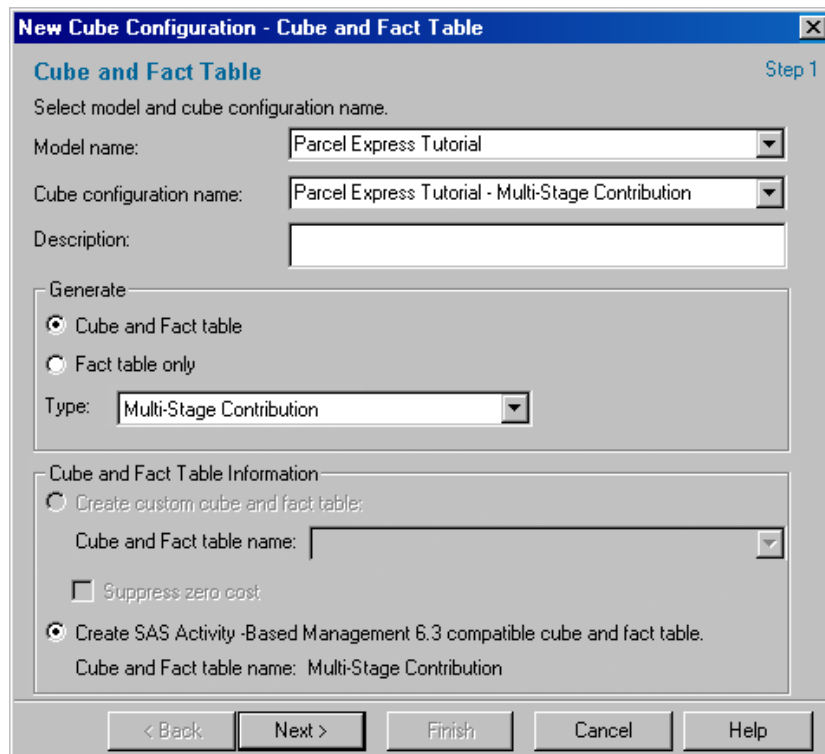 New Cube Configuration - Cube and Fact Table
Cube and Fact Table
Step 1
Select model and cube configuration name.
Model name:
Parcel Express Tutorial
Cube configuration name:
Parcel Express Tutorial - Multi-Stage Contribution
Description:
Generate
Cube and Fact table
Fact table only
Type:
Multi-Stage Contribution
Cube and Fact Table Information
Create custom cube and fact table:
Cube and Fact table name:
Suppress zero cost
Create SAS Activity -Based Management 6.3 compatible cube and fact table.
Cube and Fact table name: Multi-Stage Contribution
< Back
Next >
Finish
Cancel
Help